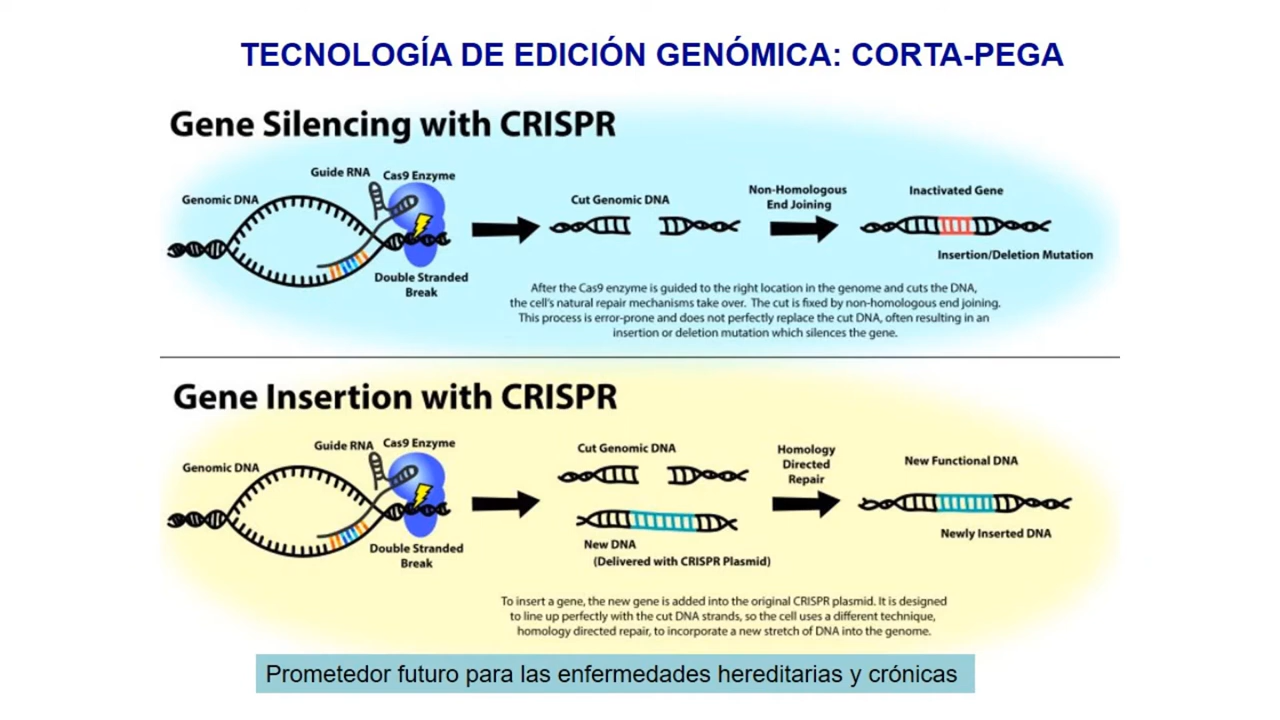 TECNOLOGÍA DE EDICIÓN GENÓMICA: CORTA-PEGA
Gene Silencing with CRISPR
Genomic DNA
Guide RNA
Cas9 Enzyme
Double Stranded
Break
Cut Genomic DNA
Non-Homologous
End Joining
Inactivated Gene
Insertion/Deletion Mutation
After the Cas9 enzyme is guided to the right location in the genome and cuts the DNA,
the cell's natural repair mechanisms take over. The cut is fixed by non-homologous end joining.
This process is error-prone and does not perfectly replace the cut DNA, often resulting in an
insertion or deletion mutation which silences the gene.
Gene Insertion with CRISPR
Genomic DNA
Guide RNA
Cas9 Enzyme
Double Stranded
Break
Cut Genomic DNA
New DNA
(Delivered with CRISPR Plasmid)
Homology
Directed
Repair
New Functional DNA
Newly Inserted DNA
To insert a gene, the new gene is added into the original CRISPR plasmid. It is designed
to line up perfectly with the cut DNA strands, so the cell uses a different technique,
homology directed repair, to incorporate a new stretch of DNA into the genome.
Prometedor futuro para las enfermedades hereditarias y crónicas